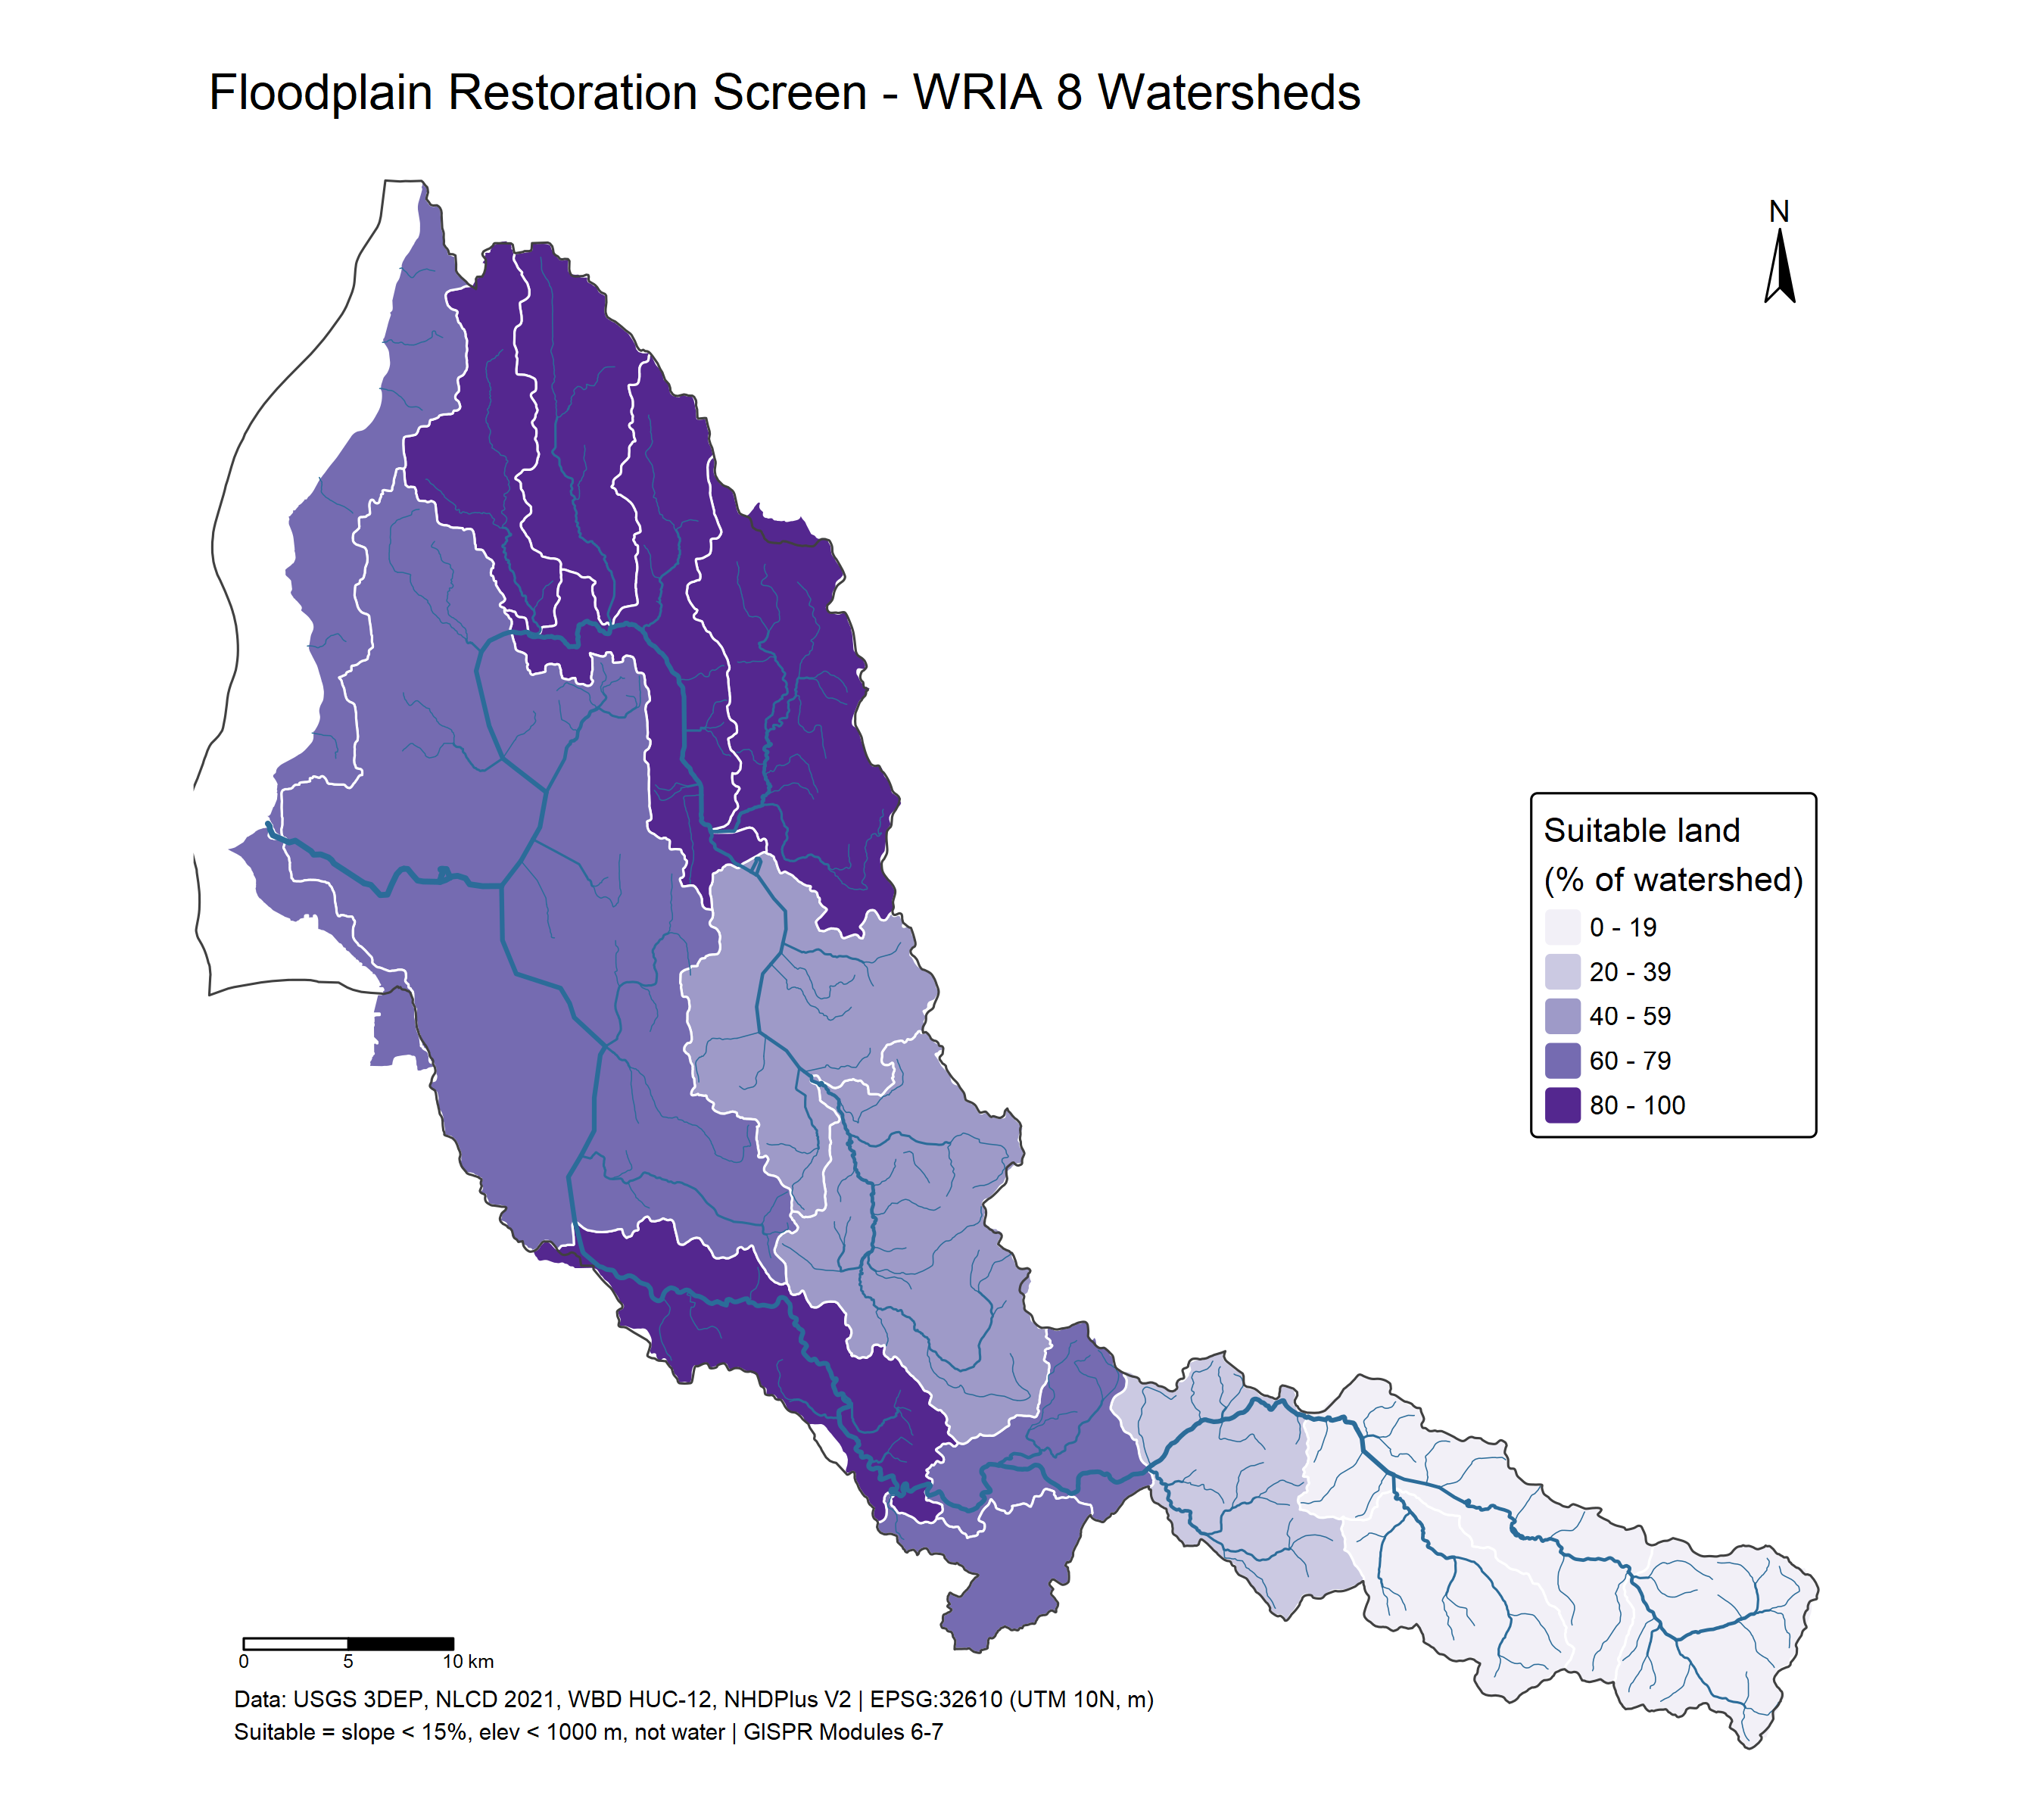 Floodplain Restoration Screen - WRIA 8 Watersheds
N
Suitable land
(% of watershed)
0 - 19
20 - 39
40 - 59
60 - 79
80 - 100
0 5 10 km
Data: USGS 3DEP, NLCD 2021, WBD HUC-12, NHDPlus V2 | EPSG:32610 (UTM 10N, m)
Suitable = slope < 15%, elev < 1000 m, not water | GISPR Modules 6-7